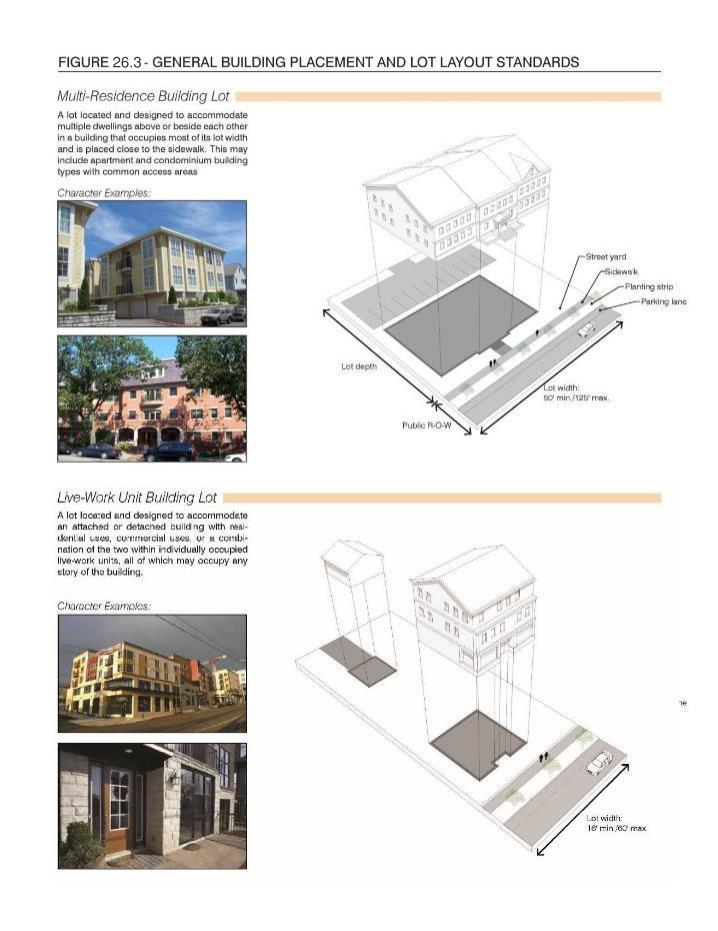 FIGURE 26.3 - GENERAL BUILDING PLACEMENT AND LOT LAYOUT STANDARDS
Multi-Residence Building Lot
A lot located and designed to accommodate
multiple dwellings above or beside each other
in a building that occupies most of its lot width
and is placed close to the sidewalk. This may
include apartment and condominium building
types with common access areas
Character Examples:
Street yard
Sidewalk
Planting strip
Parking lane
Lot depth
Lot width:
50' min./125' max.
Public R-O-W
Live-Work Unit Building Lot
A lot located and designed to accommodate
an attached or detached building with resi-
dential uses, commercial uses, or a combi-
nation of the two within individually occupied
live-work units, all of which may occupy any
story of the building.
Character Examples:
ne
Lot width:
16' min./60' max